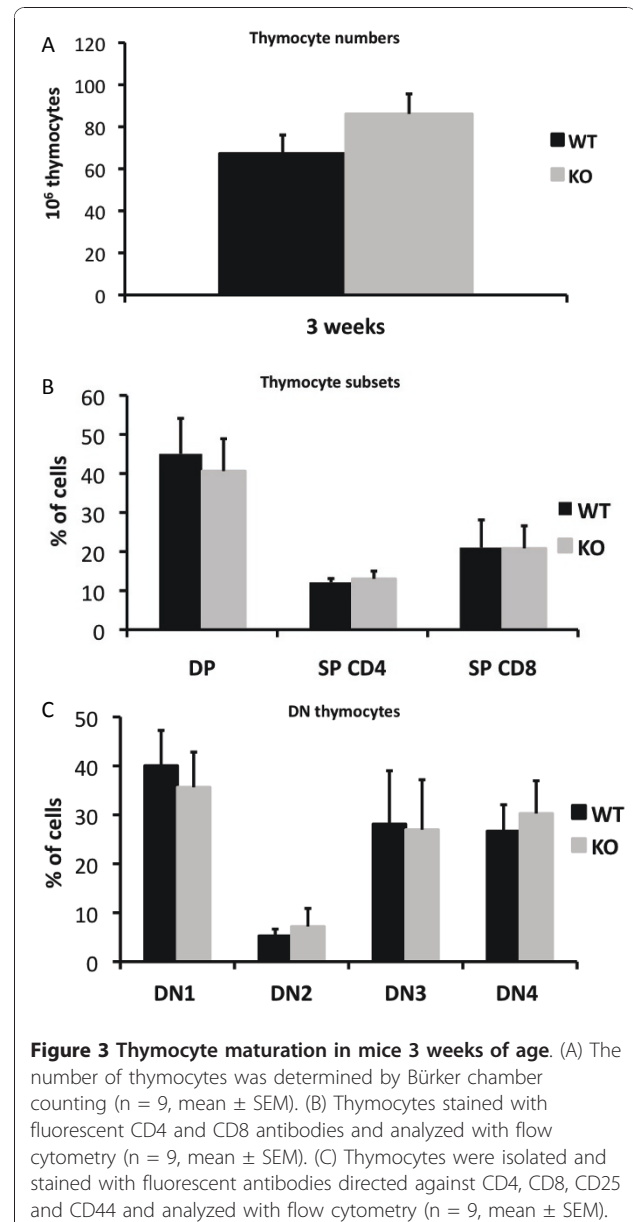 A
Thymocyte numbers
120
100
80
60
40
20
0
10⁶ thymocytes
WT
KO
3 weeks
B
Thymocyte subsets
60
50
40
30
20
10
0
% of cells
WT
KO
DP SP CD4 SP CD8
C
DN thymocytes
50
40
30
20
10
0
% of cells
WT
KO
DN1 DN2 DN3 DN4
Figure 3 Thymocyte maturation in mice 3 weeks of age. (A) The
number of thymocytes was determined by Bürker chamber
counting (n = 9, mean ± SEM). (B) Thymocytes stained with
fluorescent CD4 and CD8 antibodies and analyzed with flow
cytometry (n = 9, mean ± SEM). (C) Thymocytes were isolated and
stained with fluorescent antibodies directed against CD4, CD8, CD25
and CD44 and analyzed with flow cytometry (n = 9, mean ± SEM).